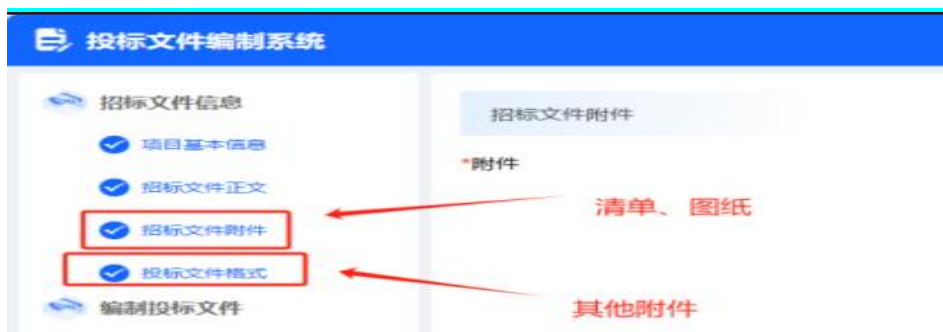 投标文件编制系统
招标文件信息
招标文件附件
项目基本信息
*附件
招标文件正文
清单、图纸
招标文件附件
投标文件格式
编制投标文件
其他附件